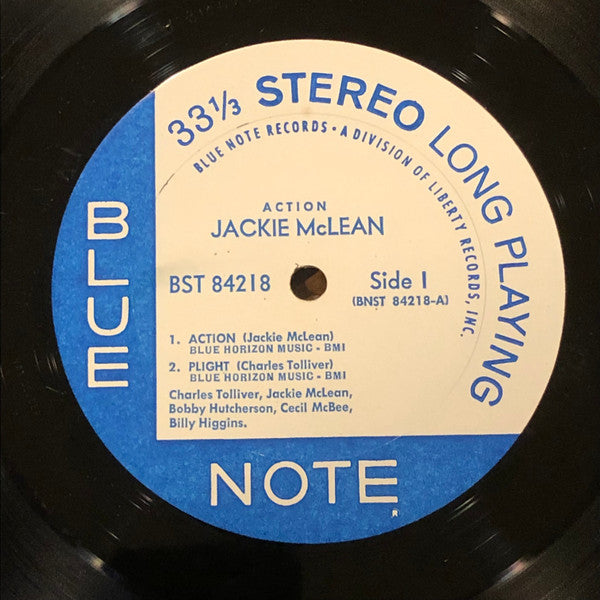 33⅓ STEREO LONG PLAYING
BLUE NOTE RECORDS • A DIVISION OF LIBERTY RECORDS, INC.
ACTION
JACKIE McLEAN
BST 84218
Side I
(BNST 84218-A)
1. ACTION (Jackie McLean)
BLUE HORIZON MUSIC - BMI
2. PLIGHT (Charles Tolliver)
BLUE HORIZON MUSIC - BMI
Charles Tolliver, Jackie McLean,
Bobby Hutcherson, Cecil McBee,
Billy Higgins.
BLUE
NOTE
R